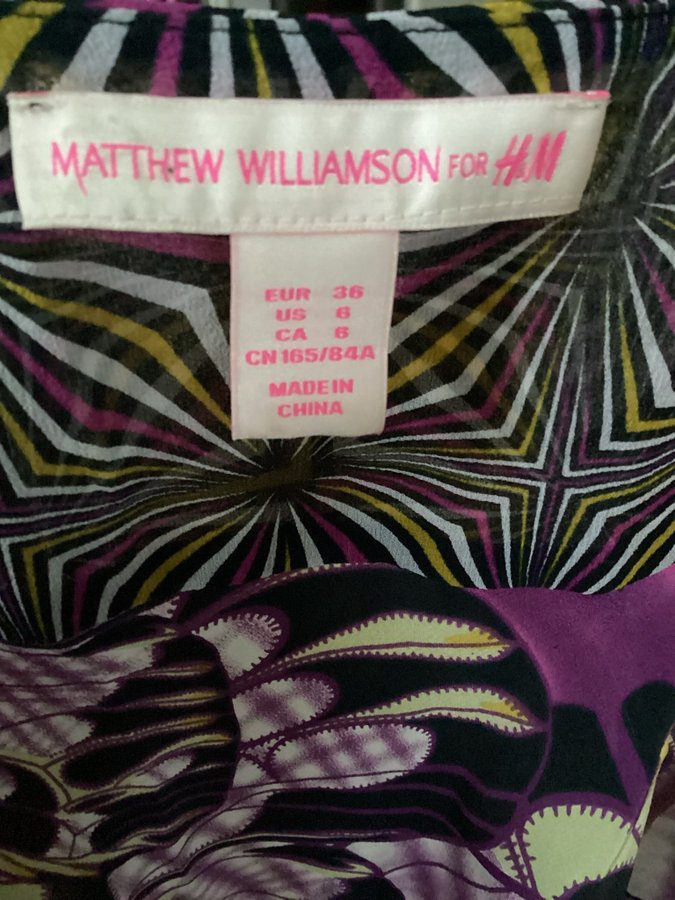 MATTHEW WILLIAMSON FOR H&M
EUR 36
US 6
CA 6
CN 165/84A
MADE IN
CHINA